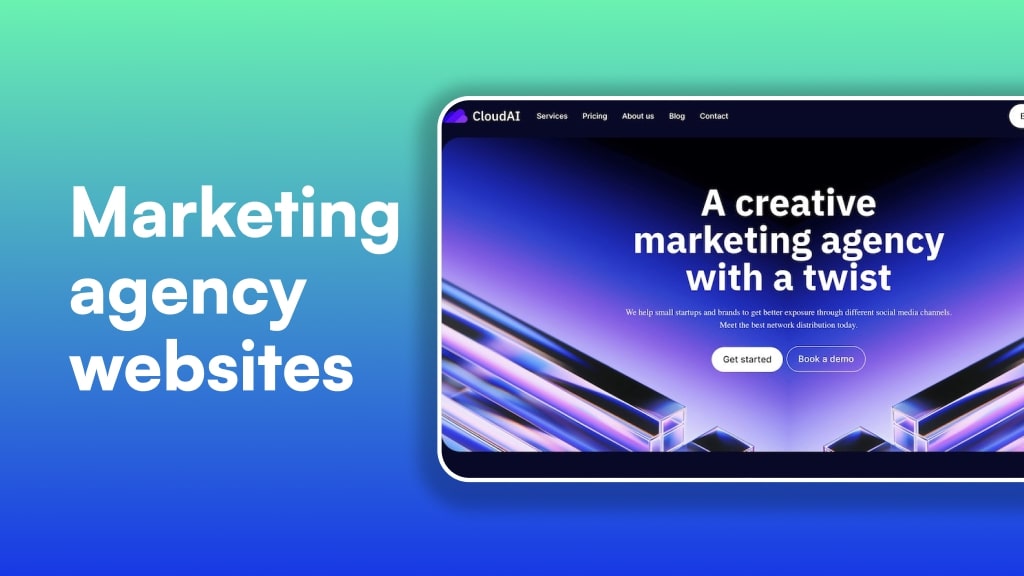 Marketing
agency
websites
CloudAI
Services
Pricing
About us
Blog
Contact
A creative
marketing agency
with a twist
We help small startups and brands to get better exposure through different social media channels.
Meet the best network distribution today.
Get started
Book a demo